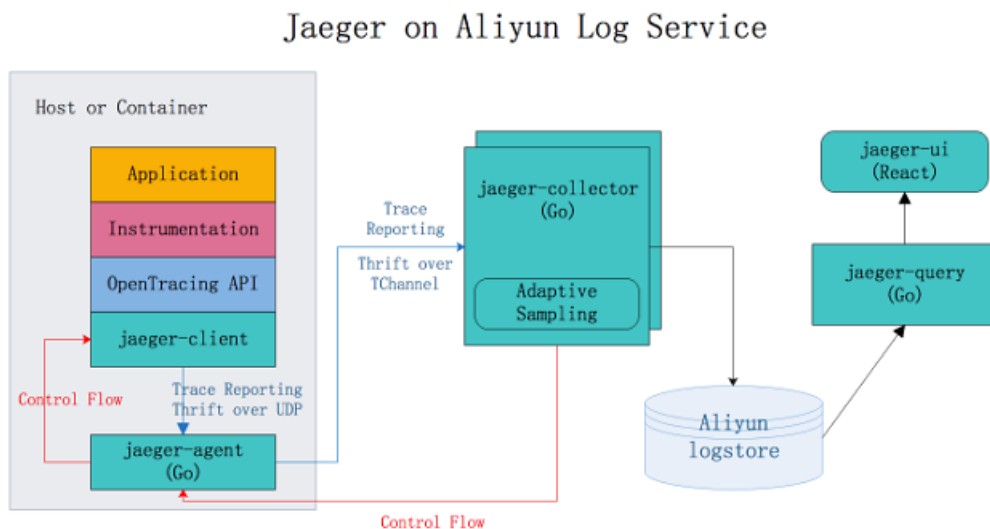 Jaeger on Aliyun Log Service
Host or Container
Application
Instrumentation
OpenTracing API
jaeger-client
Control Flow
Trace Reporting
Thrift over UDP
jaeger-agent
(Go)
Trace
Reporting
Thrift over
TChannel
jaeger-collector
(Go)
Adaptive
Sampling
Control Flow
Aliyun
logstore
jaeger-ui
(React)
jaeger-query
(Go)